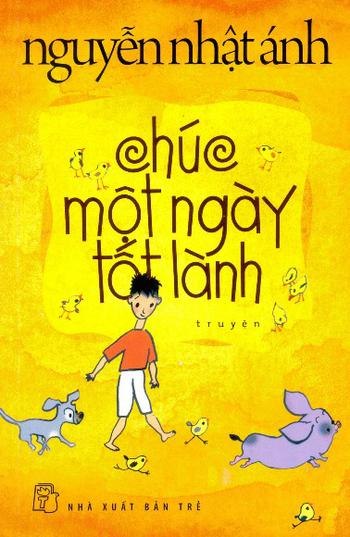 nguyễn nhật ánh
chúc
một ngày
tốt lành
truyện
NHÀ XUẤT BẢN TRẺ